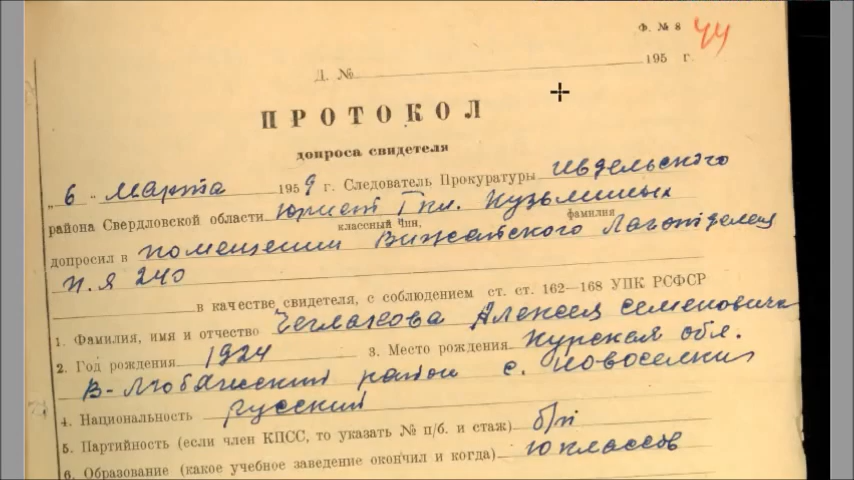 Ф. № 8 44
Д. № 195 г.
ПРОТОКОЛ
допроса свидетеля
„ 6 " Марта 1959 г. Следователь Прокуратуры Ивдельского
района Свердловской области юрист I кл. Кузьминых
классный чин, фамилия
допросил в помещении Вижайского Лаготделен
п.я 240
в качестве свидетеля, с соблюдением ст. ст. 162—168 УПК РСФСР
1. Фамилия, имя и отчество Чеглакова Алексея Семеновича
2. Год рождения 1924 3. Место рождения Курская обл.
В-Любажский район с. Новоселки
4. Национальность русский
5. Партийность (если член КПСС, то указать № п/б. и стаж) б/п
6. Образование (какое учебное заведение окончил и когда) 10 классов